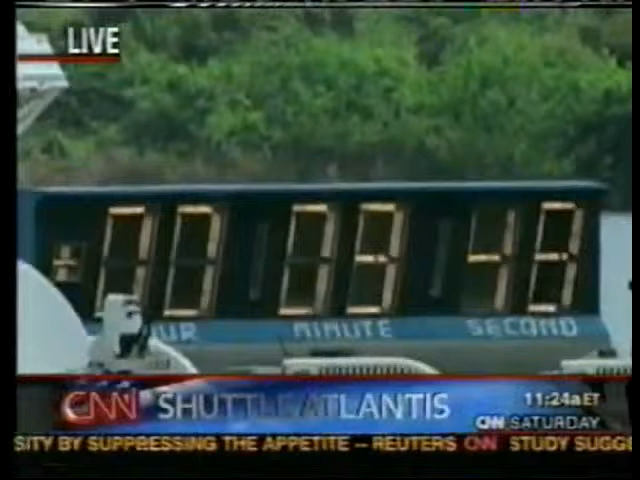 LIVE
UR MINUTE SECOND
CNN SHUTTLE ATLANTIS
11:24a ET
CNN SATURDAY
SITY BY SUPPRESSING THE APPETITE – REUTERS CNN STUDY SUGG